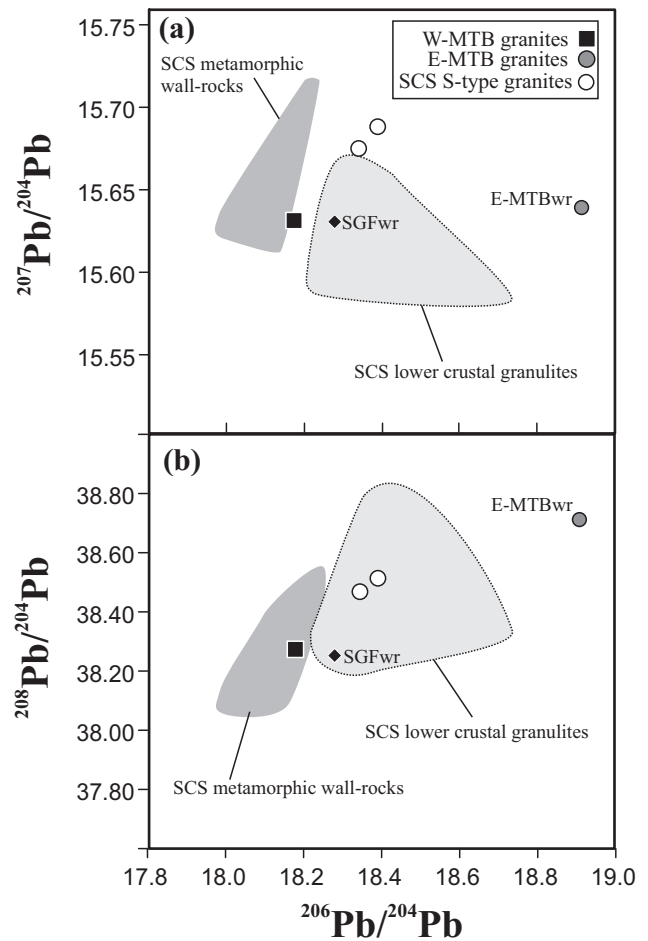 (a)
SCS metamorphic
wall-rocks
W-MTB granites
E-MTB granites
SCS S-type granites
E-MTBwr
SGFwr
SCS lower crustal granulites
15.75
15.70
15.65
15.60
15.55
²⁰⁷Pb/²⁰⁴Pb
(b)
E-MTBwr
SGFwr
SCS lower crustal granulites
SCS metamorphic wall-rocks
38.80
38.60
38.40
38.20
38.00
37.80
²⁰⁸Pb/²⁰⁴Pb
17.8 18.0 18.2 18.4 18.6 18.8 19.0
²⁰⁶Pb/²⁰⁴Pb